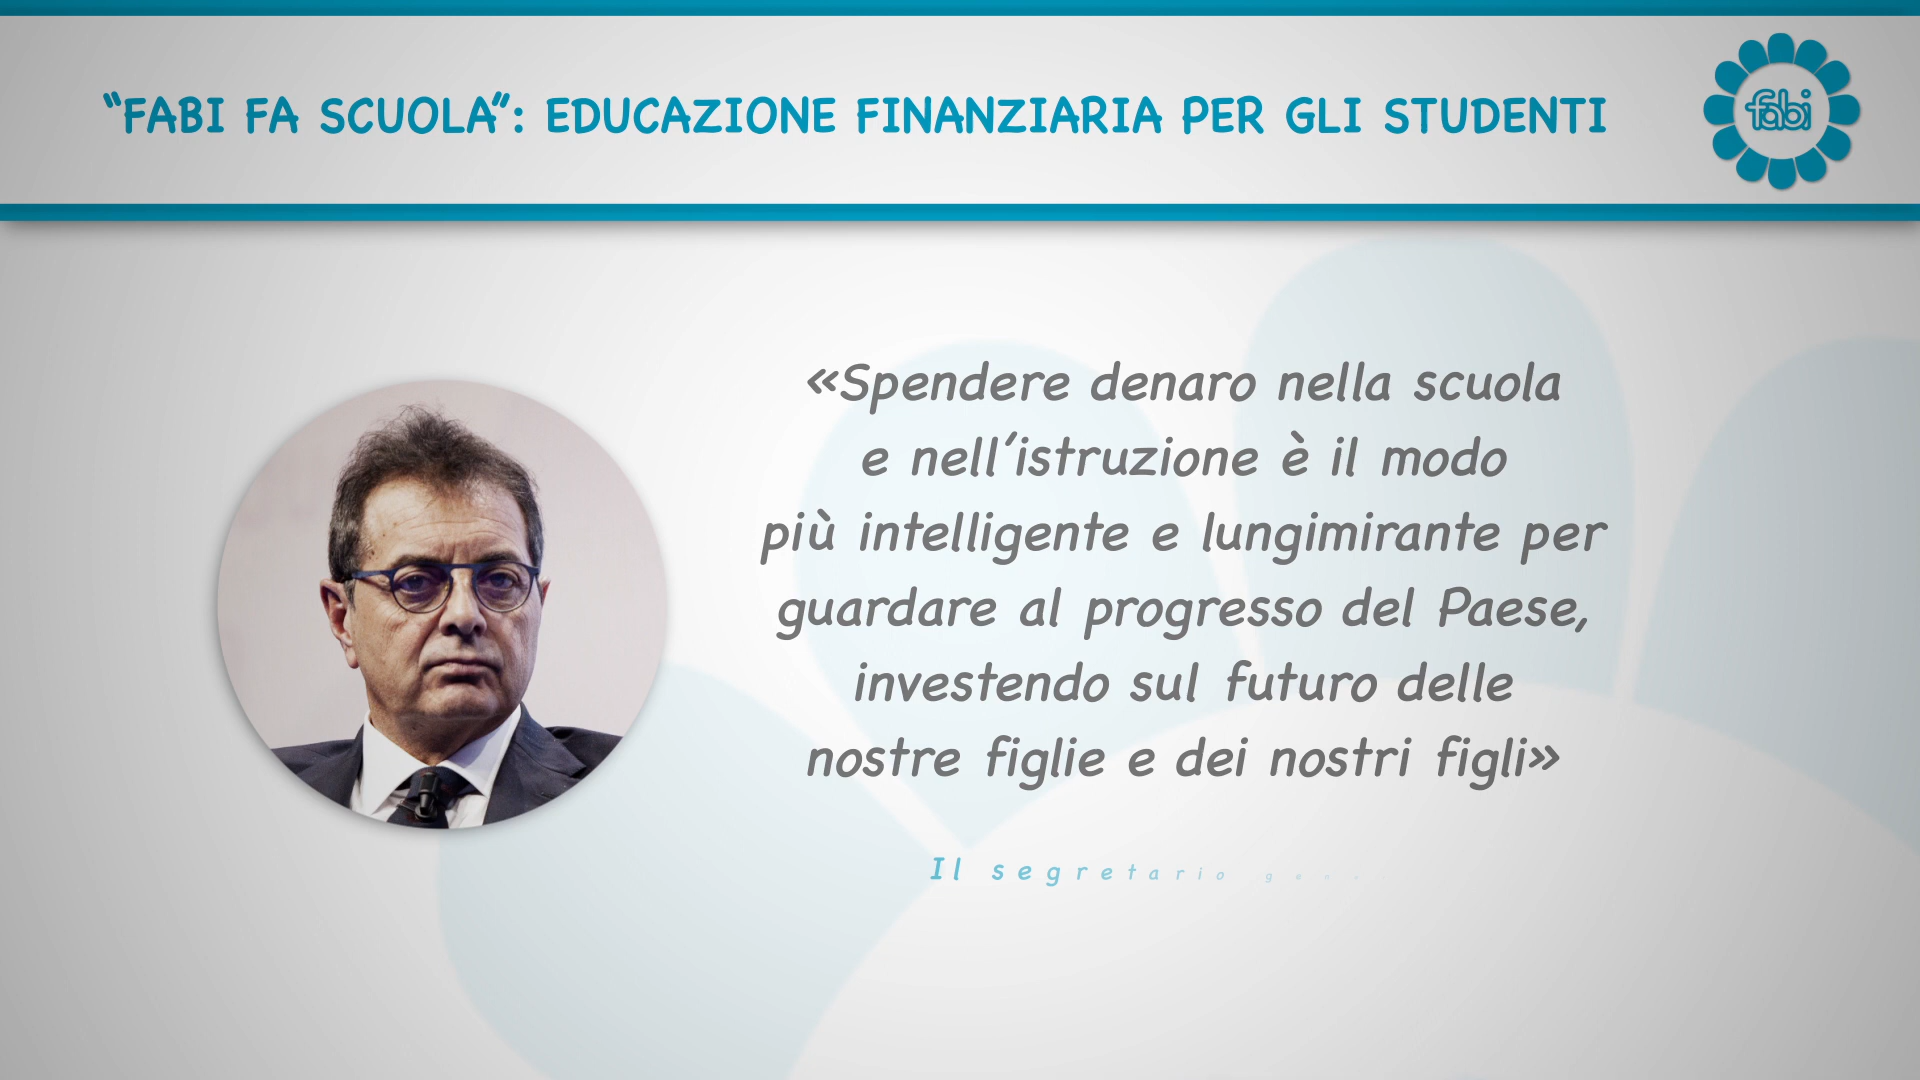 “FABI FA SCUOLA”: EDUCAZIONE FINANZIARIA PER GLI STUDENTI
fabi
«Spendere denaro nella scuola
e nell’istruzione è il modo
più intelligente e lungimirante per
guardare al progresso del Paese,
investendo sul futuro delle
nostre figlie e dei nostri figli»
Il segretario